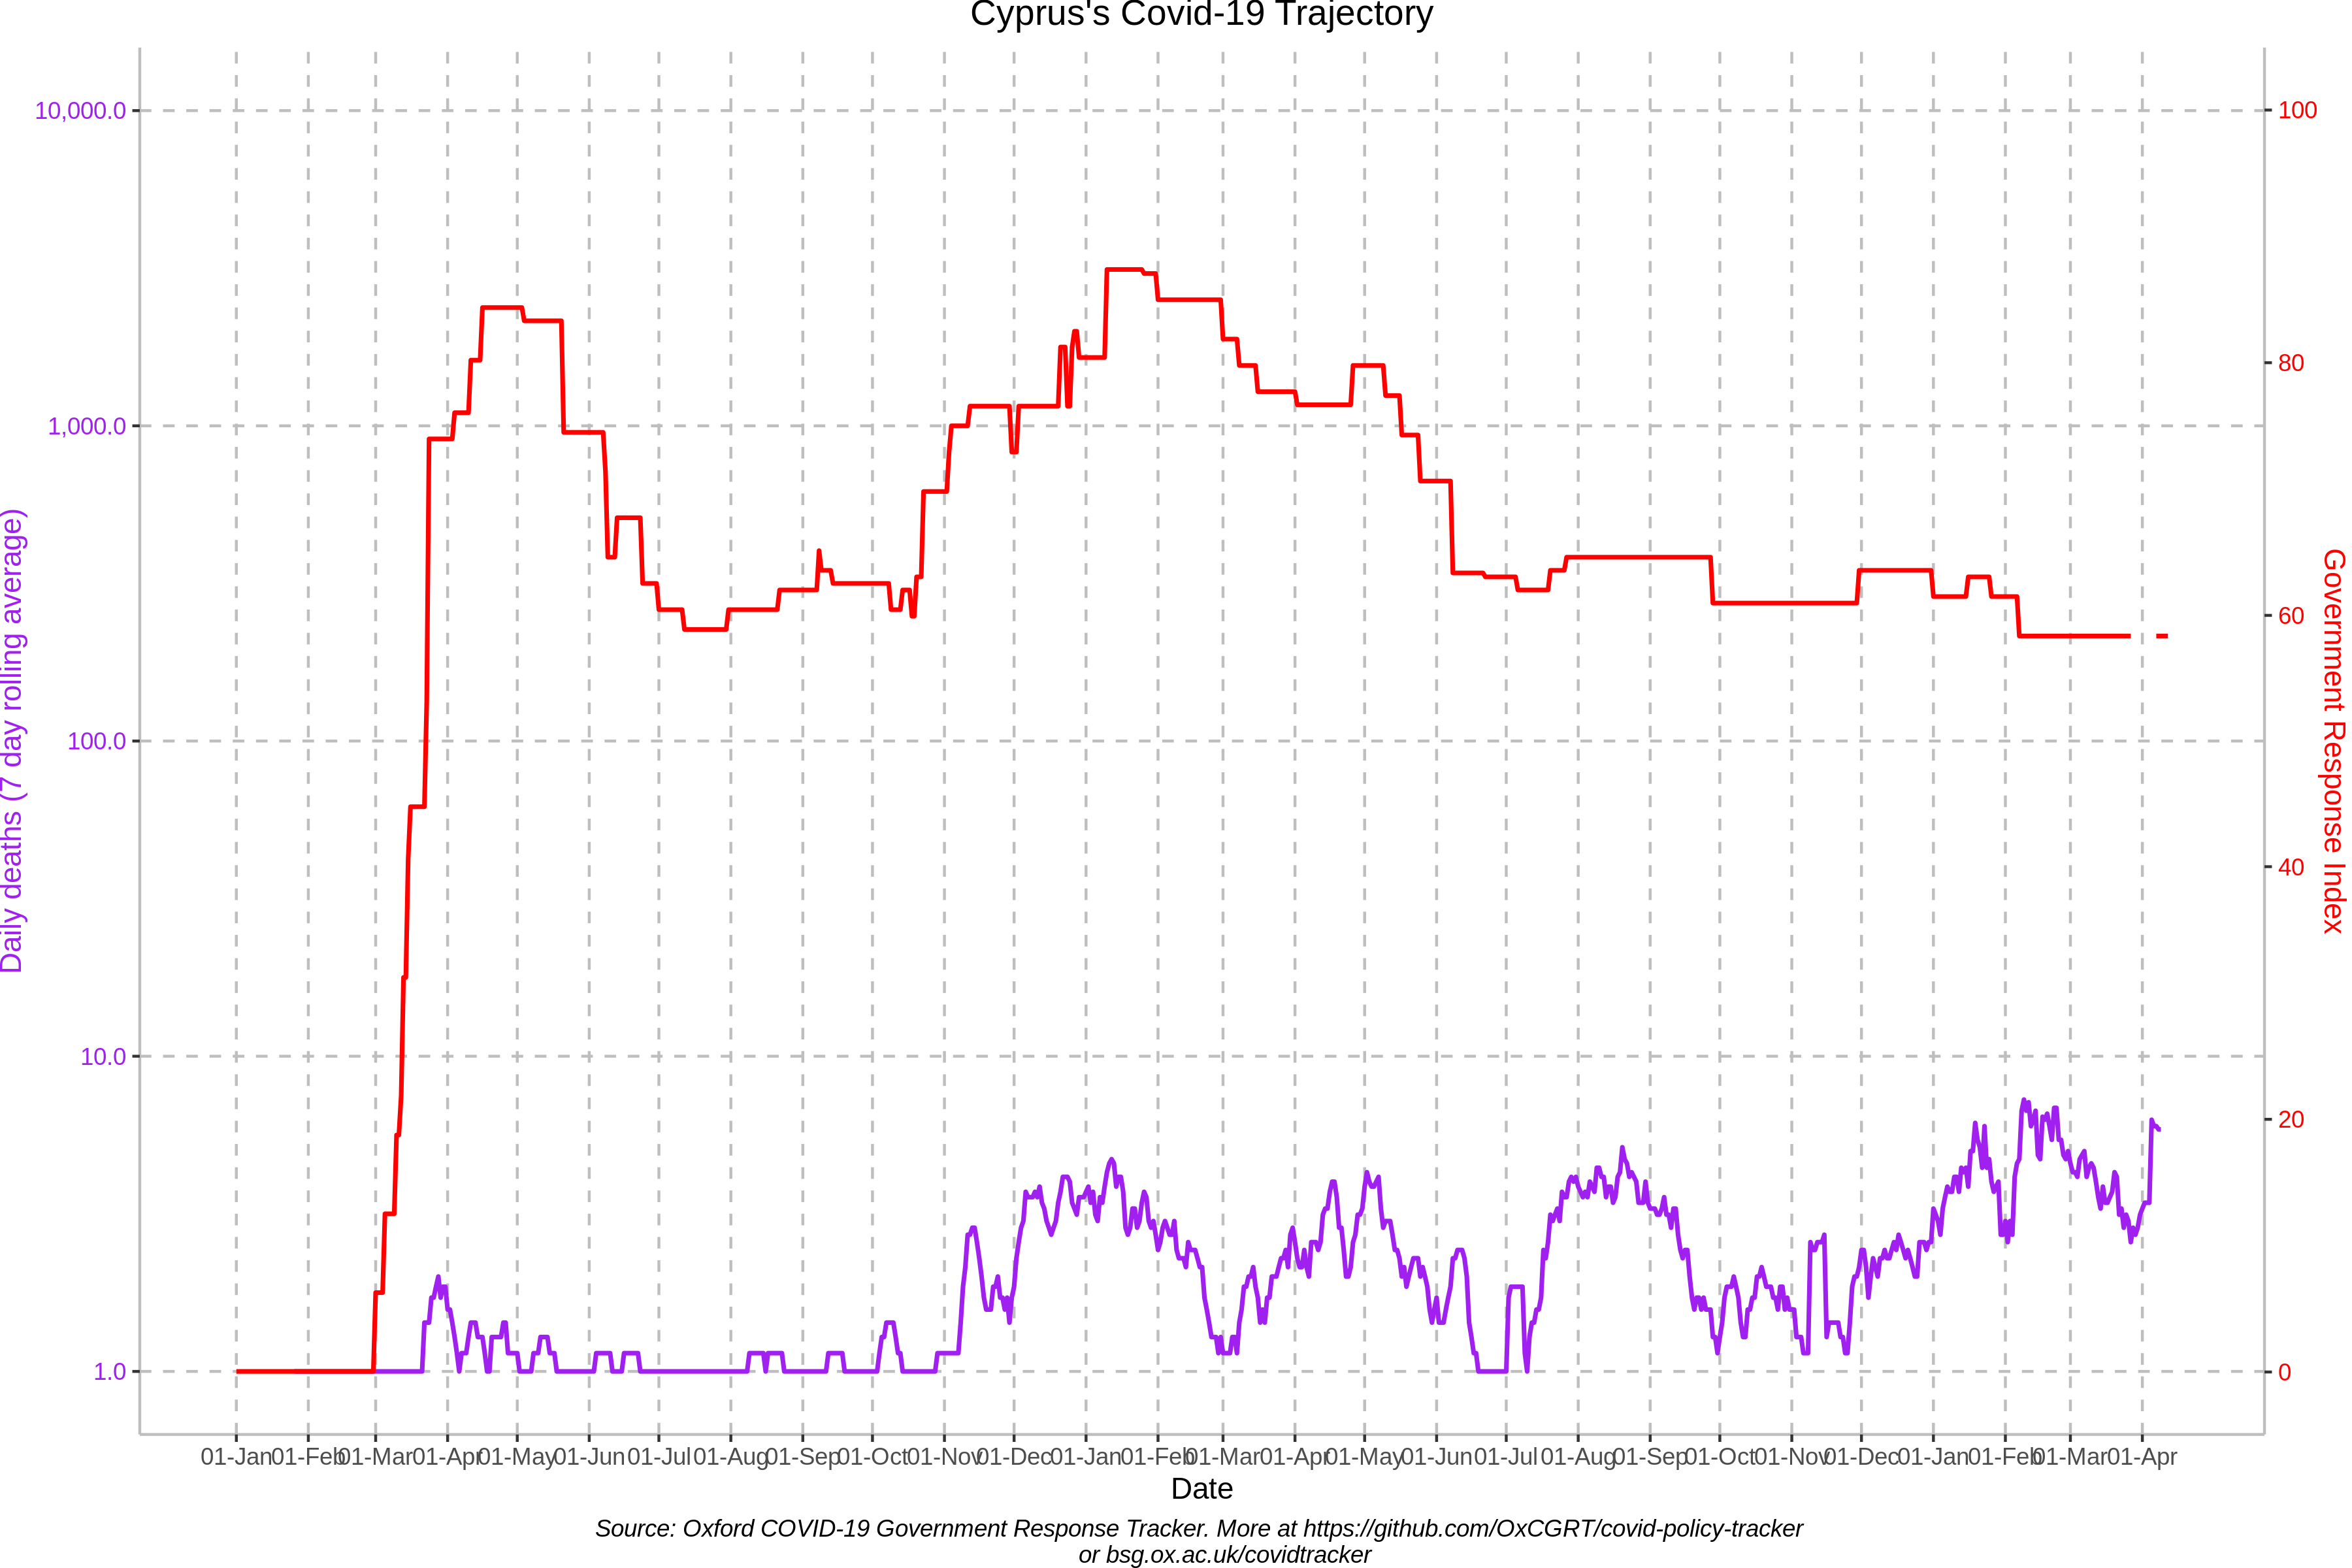 Cyprus's Covid-19 Trajectory
10,000.0
1,000.0
100.0
10.0
1.0
Daily deaths (7 day rolling average)
100
80
60
40
20
0
Government Response Index
01-Jan 01-Feb 01-Mar 01-Apr 01-May 01-Jun 01-Jul 01-Aug 01-Sep 01-Oct 01-Nov 01-Dec 01-Jan 01-Feb 01-Mar 01-Apr 01-May 01-Jun 01-Jul 01-Aug 01-Sep 01-Oct 01-Nov 01-Dec 01-Jan 01-Feb 01-Mar 01-Apr
Date
Source: Oxford COVID-19 Government Response Tracker. More at https://github.com/OxCGRT/covid-policy-tracker
or bsg.ox.ac.uk/covidtracker